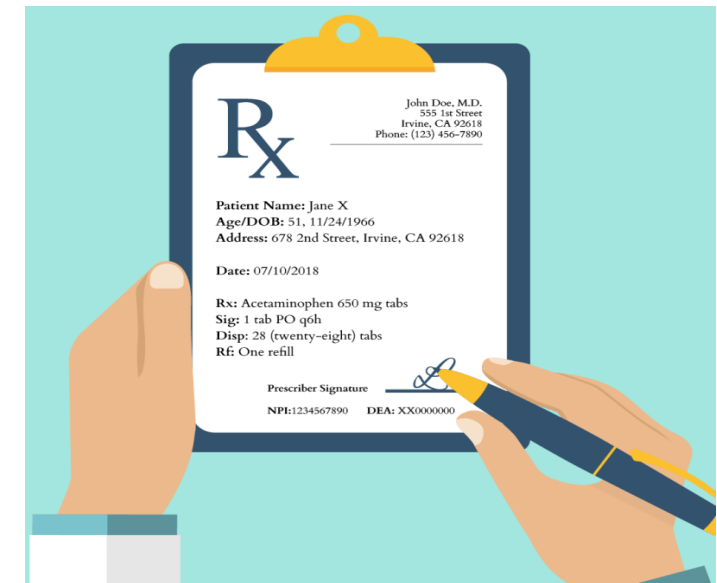 Rx
John Doe, M.D.
555 1st Street
Irvine, CA 92618
Phone: (123) 456-7890
Patient Name: Jane X
Age/DOB: 51, 11/24/1966
Address: 678 2nd Street, Irvine, CA 92618
Date: 07/10/2018
Rx: Acetaminophen 650 mg tabs
Sig: 1 tab PO q6h
Disp: 28 (twenty-eight) tabs
Rf: One refill
Prescriber Signature
NPI:1234567890 DEA: XX0000000